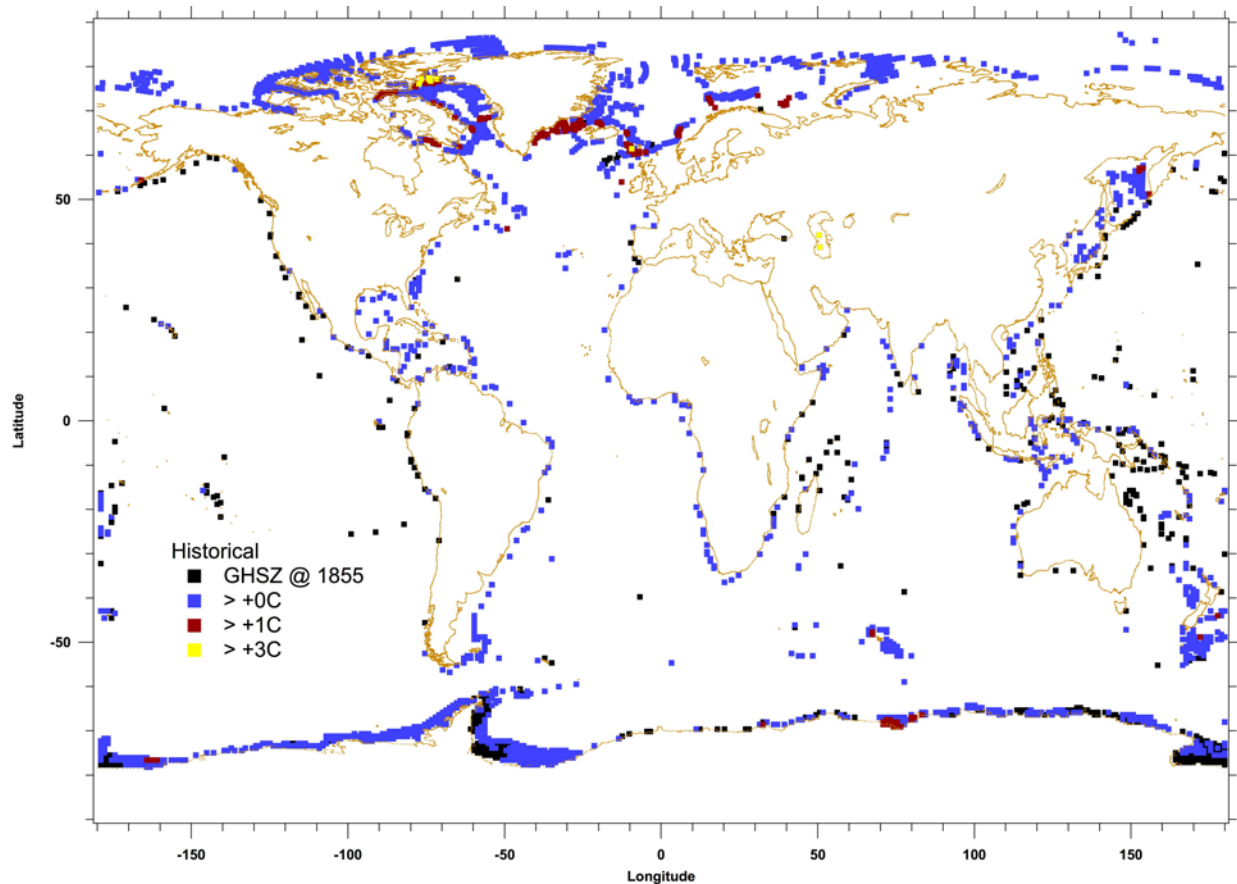 50
0
-50
Latitude
Historical
GHSZ @ 1855
> +0C
> +1C
> +3C
-150
-100
-50
0
50
100
150
Longitude